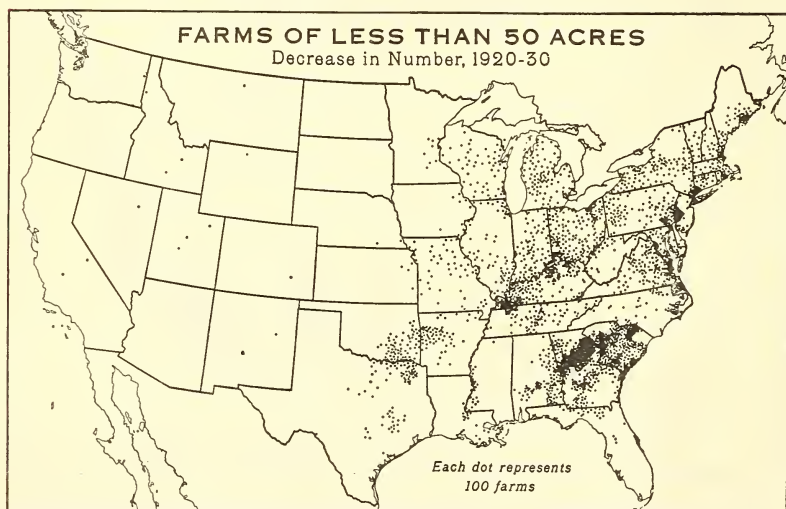 FARMS OF LESS THAN 50 ACRES
Decrease in Number, 1920-30
Each dot represents
100 farms